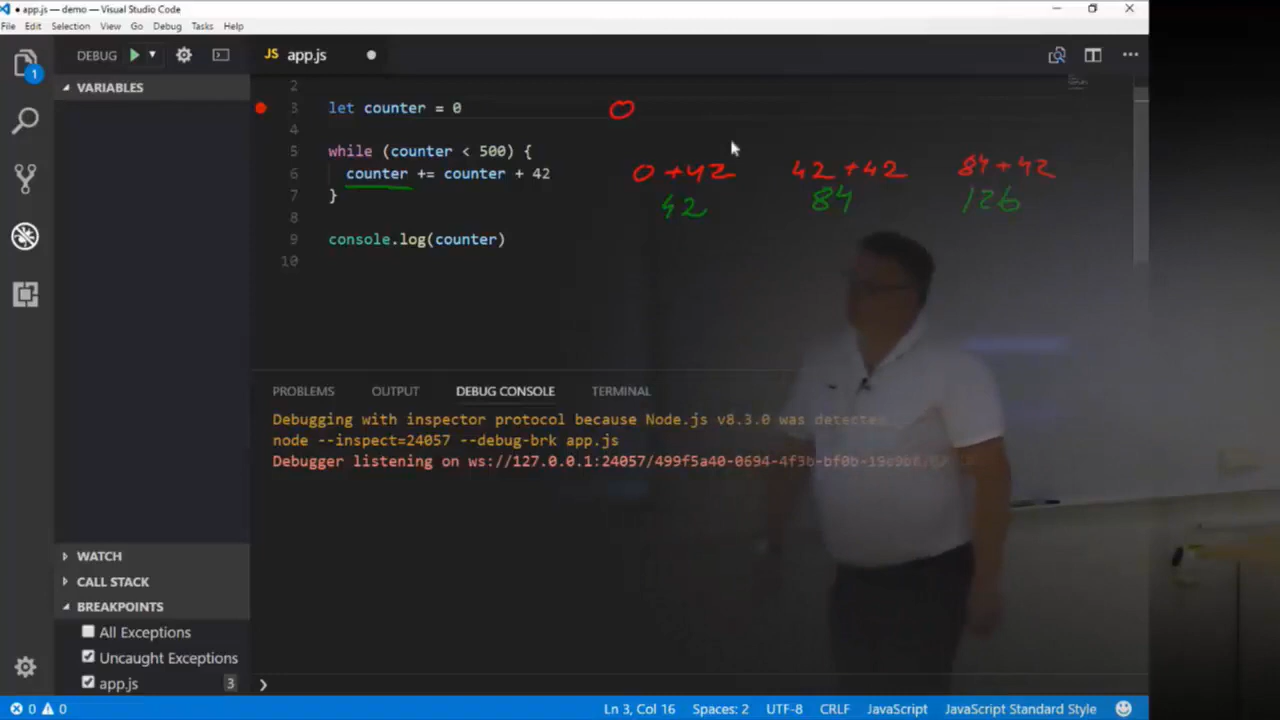 ● app.js — demo — Visual Studio Code
File Edit Selection View Go Debug Tasks Help
DEBUG
JS app.js
1
VARIABLES
2
3 let counter = 0
4
5 while (counter < 500) {
6 counter += counter + 42
7 }
8
9 console.log(counter)
10
0
0 + 42 42 + 42 84 + 42
42 84 126
PROBLEMS OUTPUT DEBUG CONSOLE TERMINAL
Debugging with inspector protocol because Node.js v8.3.0 was detected
node --inspect=24057 --debug-brk app.js
Debugger listening on ws://127.0.0.1:24057/499f5a40-0694-4f3b-bf0b
WATCH
CALL STACK
BREAKPOINTS
All Exceptions
Uncaught Exceptions
app.js 3
0 0 Ln 3, Col 16 Spaces: 2 UTF-8 CRLF JavaScript JavaScript Standard Style